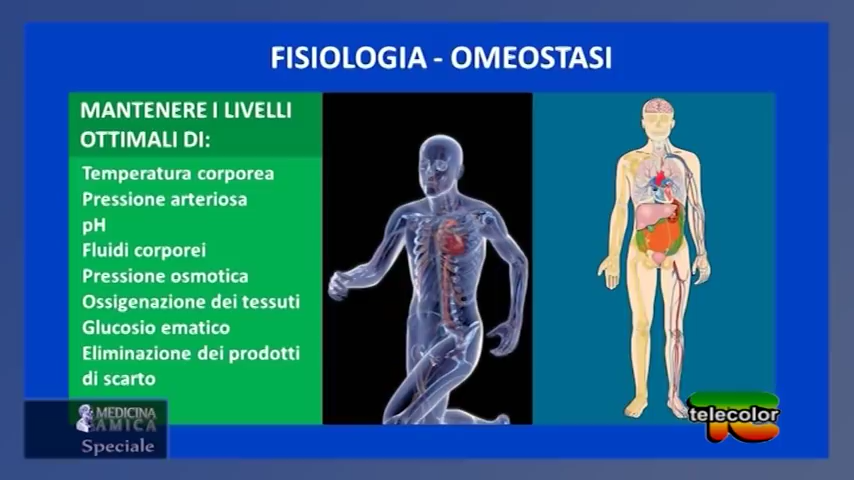 FISIOLOGIA - OMEOSTASI
MANTENERE I LIVELLI
OTTIMALI DI:
Temperatura corporea
Pressione arteriosa
pH
Fluidi corporei
Pressione osmotica
Ossigenazione dei tessuti
Glucosio ematico
Eliminazione dei prodotti
di scarto
MEDICINA
AMICA
Speciale
telecolor